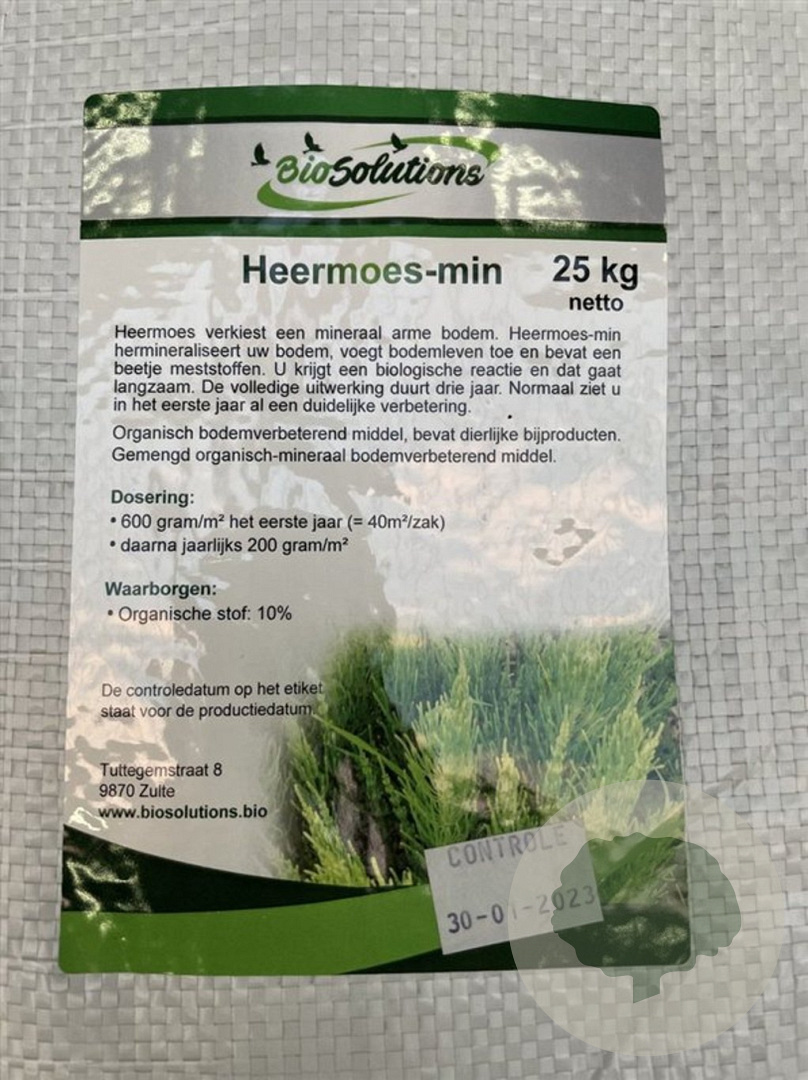 BioSolutions
Heermoes-min 25 kg
netto
Heermoes verkiest een mineraal arme bodem. Heermoes-min
hermineraliseert uw bodem, voegt bodemleven toe en bevat een
beetje meststoffen. U krijgt een biologische reactie en dat gaat
langzaam. De volledige uitwerking duurt drie jaar. Normaal ziet u
in het eerste jaar al een duidelijke verbetering.
Organisch bodemverbeterend middel, bevat dierlijke bijproducten.
Gemengd organisch-mineraal bodemverbeterend middel.
Dosering:
• 600 gram/m² het eerste jaar (= 40m²/zak)
• daarna jaarlijks 200 gram/m²
Waarborgen:
• Organische stof: 10%
De controledatum op het etiket
staat voor de productiedatum.
Tuttegemstraat 8
9870 Zulte
www.biosolutions.bio
CONTROLE
30-01-2023